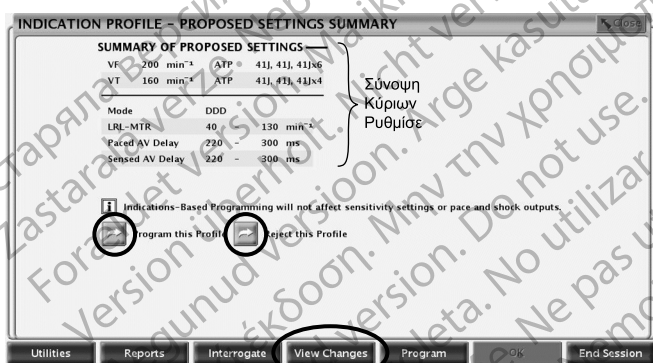 INDICATION PROFILE - PROPOSED SETTINGS SUMMARY
Close
SUMMARY OF PROPOSED SETTINGS
VF 200 min⁻¹ ATP 41J, 41J, 41Jx6
VT 160 min⁻¹ ATP 41J, 41J, 41Jx4
Mode DDD
LRL-MTR 40 - 130 min⁻¹
Paced AV Delay 220 - 300 ms
Sensed AV Delay 220 - 300 ms
Σύνοψη
Κύριων
Ρυθμίσε
i Indications-Based Programming will not affect sensitivity settings or pace and shock outputs.
Program this Profile Reject this Profile
Utilities Reports Interrogate View Changes Program OK End Session